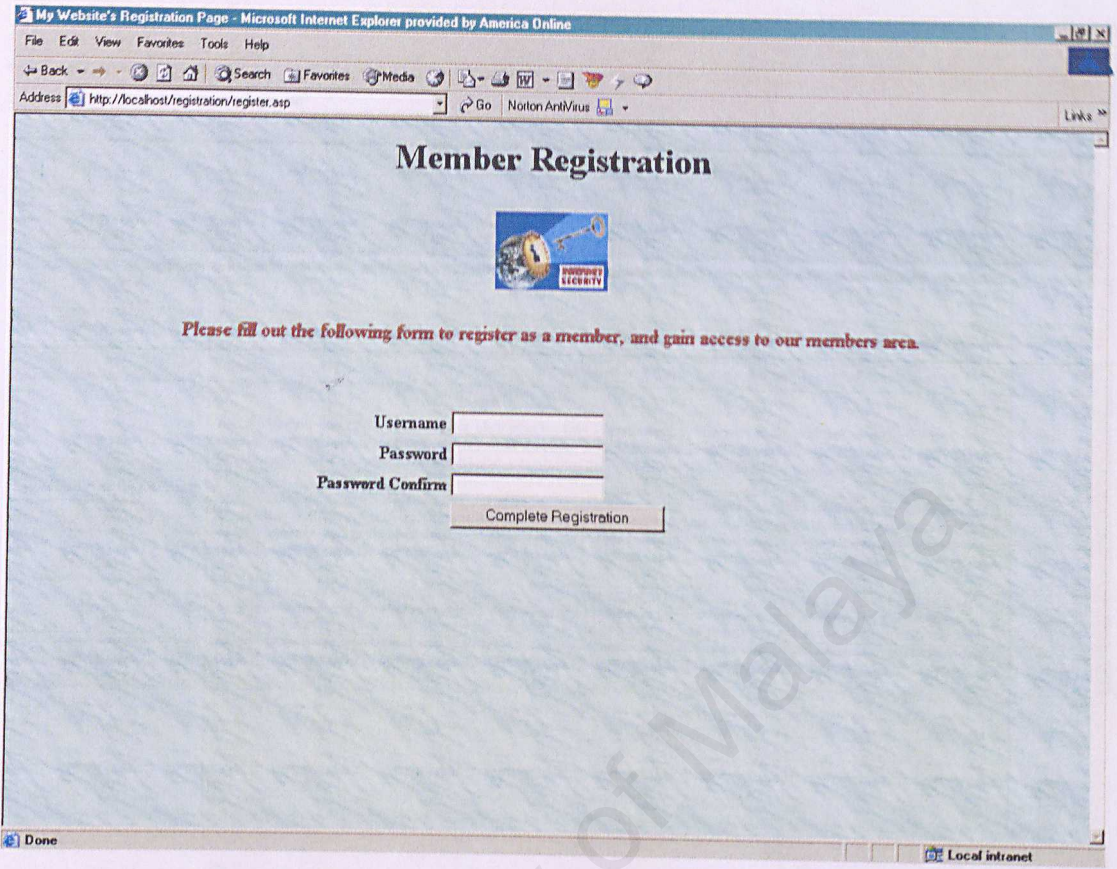 My Website's Registration Page - Microsoft Internet Explorer provided by America Online
File Edit View Favorites Tools Help
Back Search Favorites Media
Address http://localhost/registration/register.asp Go Norton AntiVirus Links »
Member Registration
INTERNET
SECURITY
Please fill out the following form to register as a member, and gain access to our members area.
Username
Password
Password Confirm
Complete Registration
of Malaya
Done
Local intranet